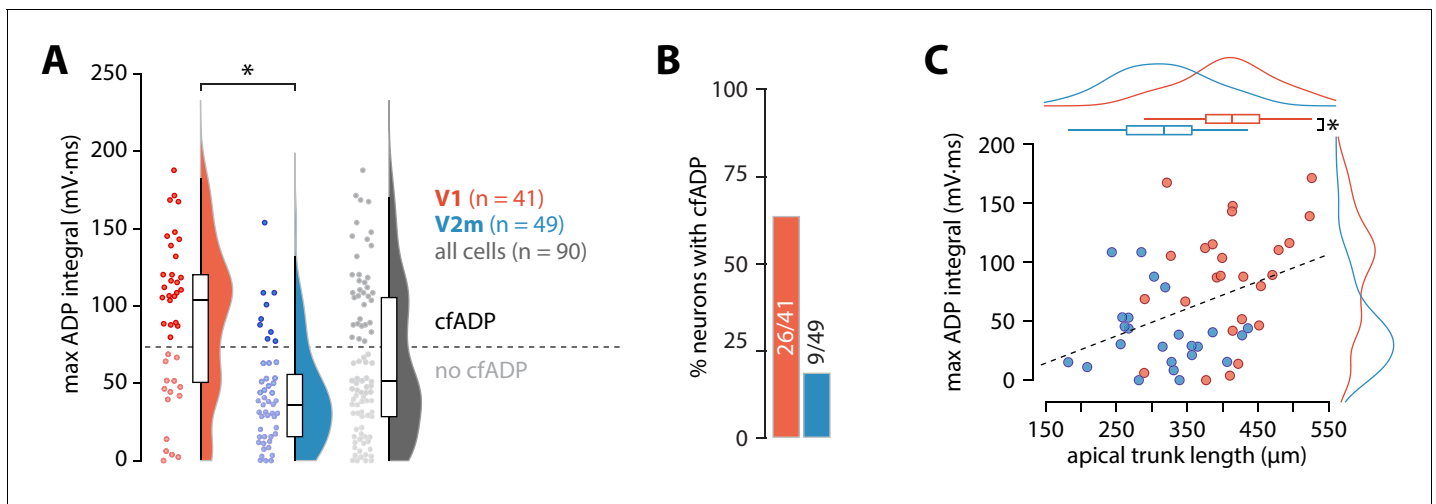 A
max ADP integral (mV·ms)
250
200
150
100
50
0
*
V1 (n = 41)
V2m (n = 49)
all cells (n = 90)
cfADP
no cfADP
B
% neurons with cfADP
100
75
50
25
0
26/41
9/49
C
*
max ADP integral (mV·ms)
200
150
100
50
0
150 250 350 450 550
apical trunk length (µm)